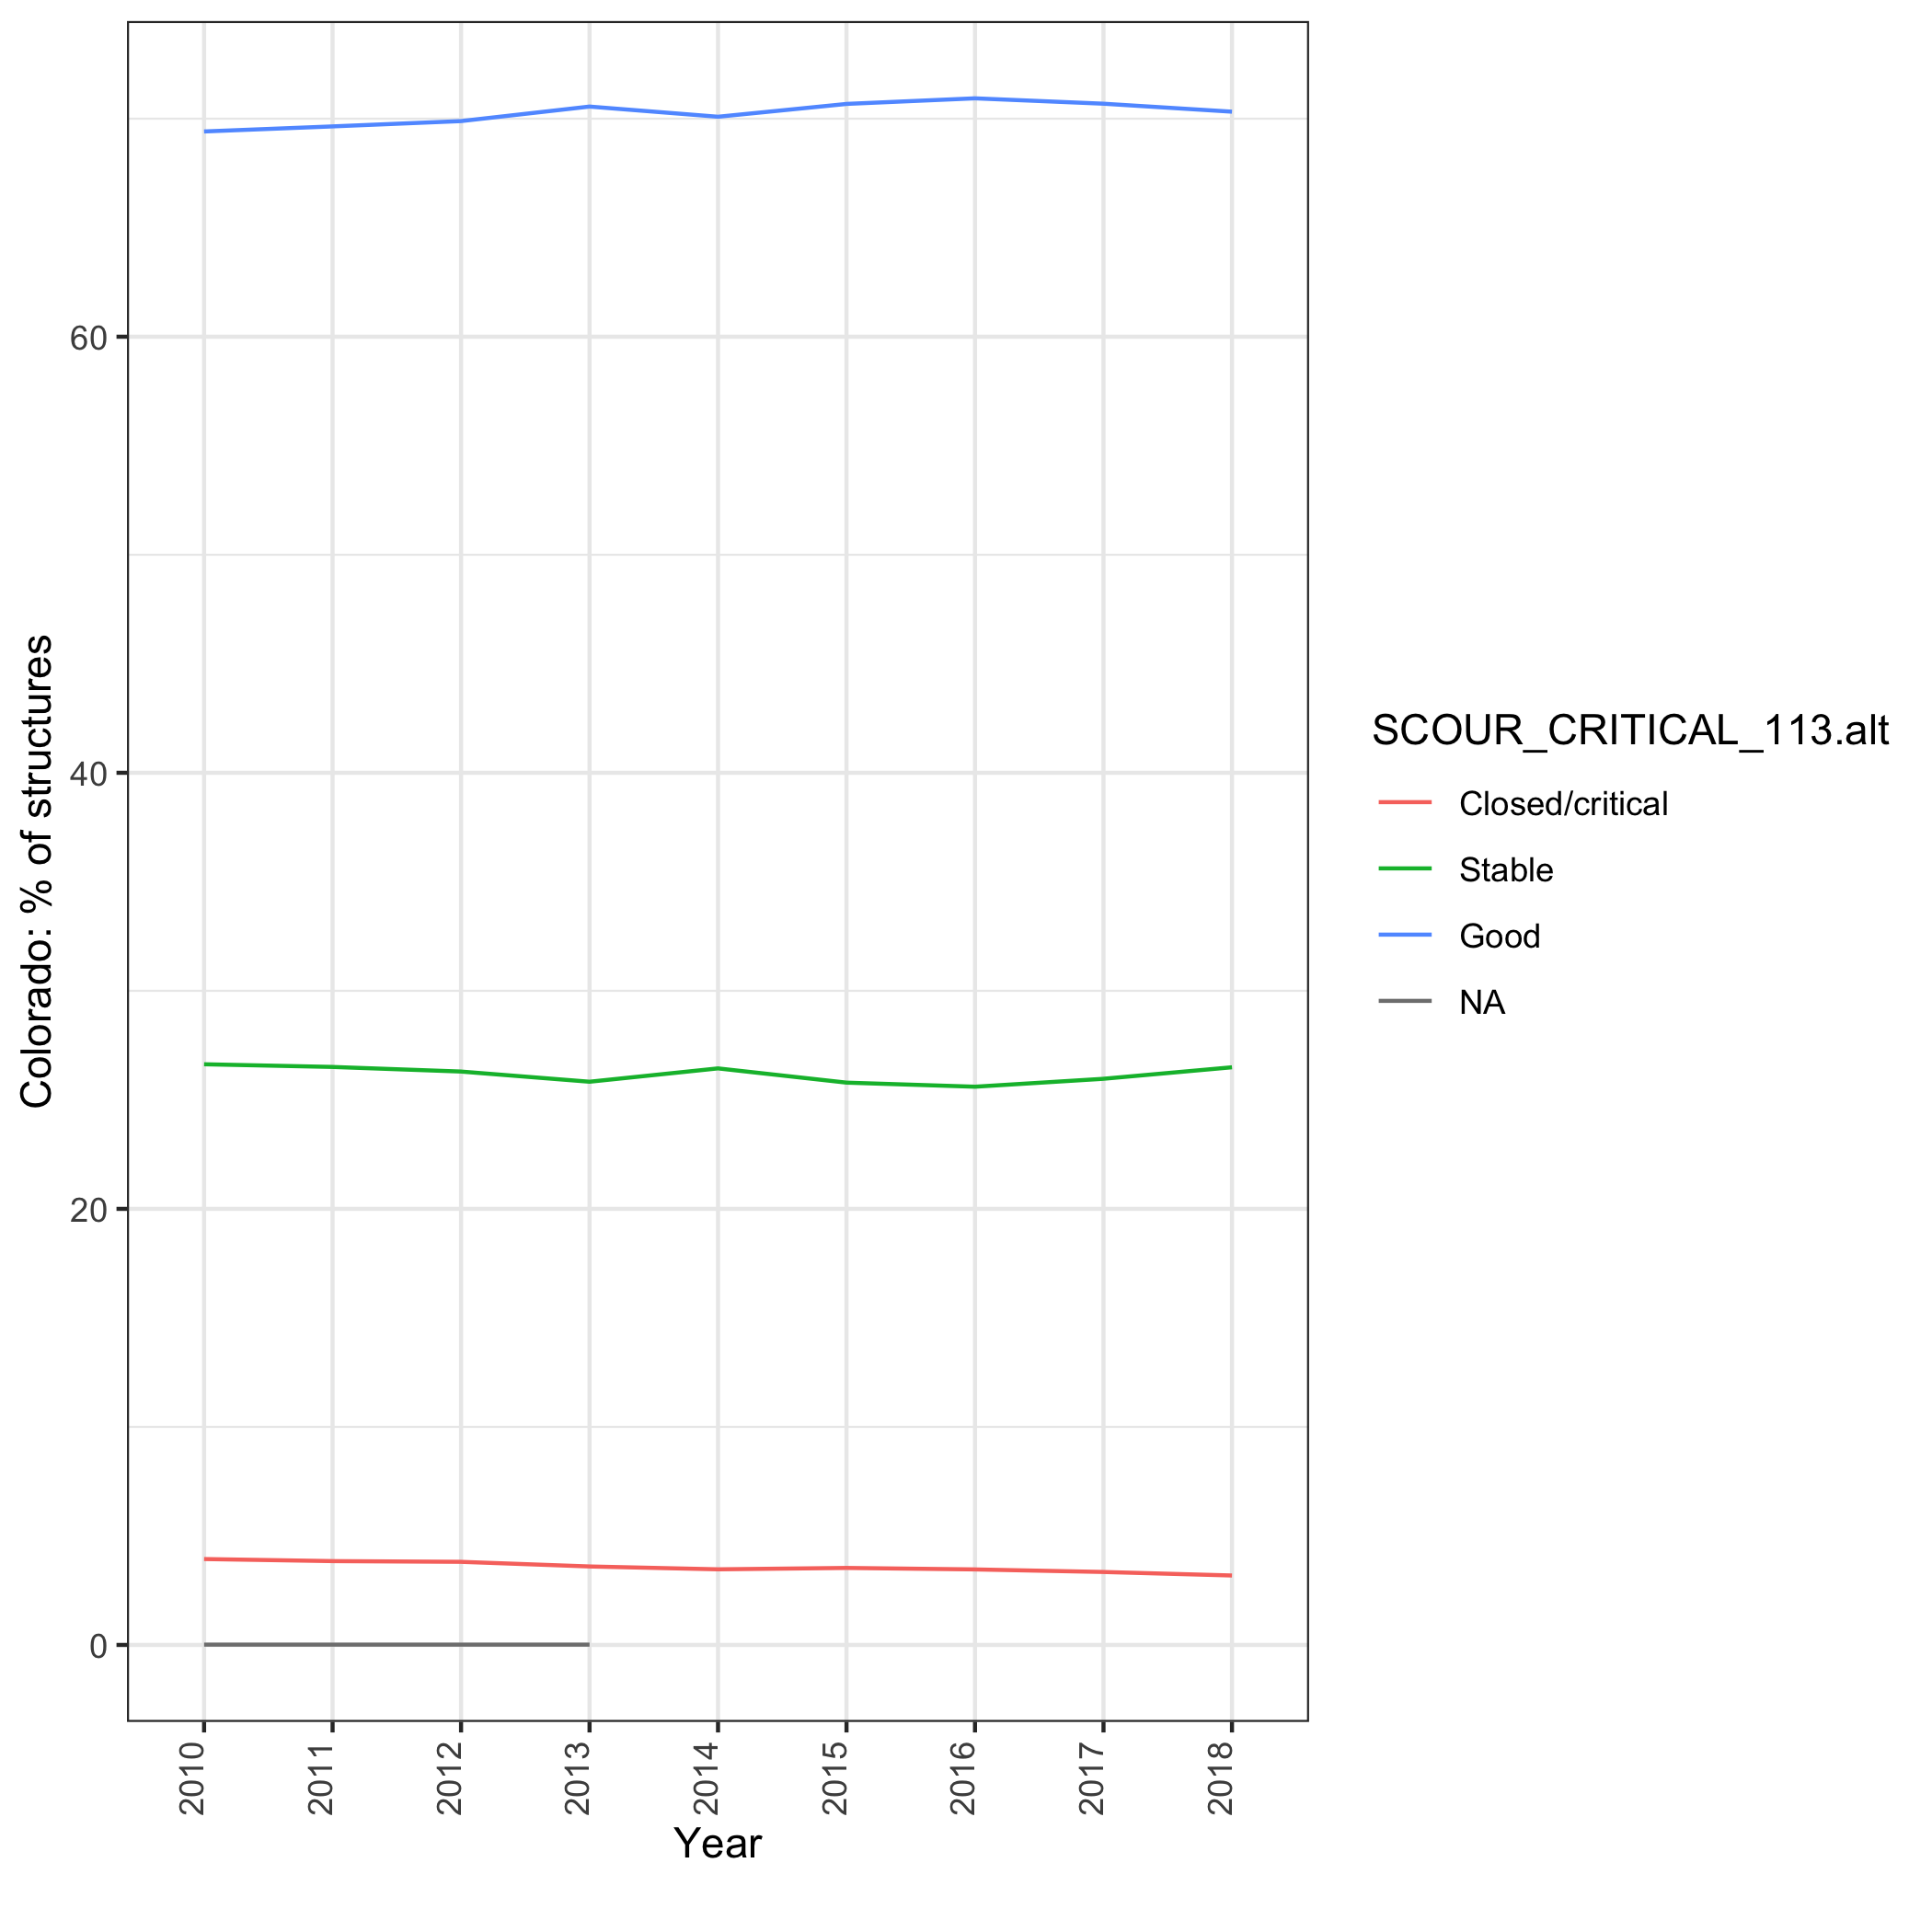 Colorado: % of structures
60
40
20
0
2010
2011
2012
2013
2014
2015
2016
2017
2018
Year
SCOUR_CRITICAL_113.alt
Closed/critical
Stable
Good
NA